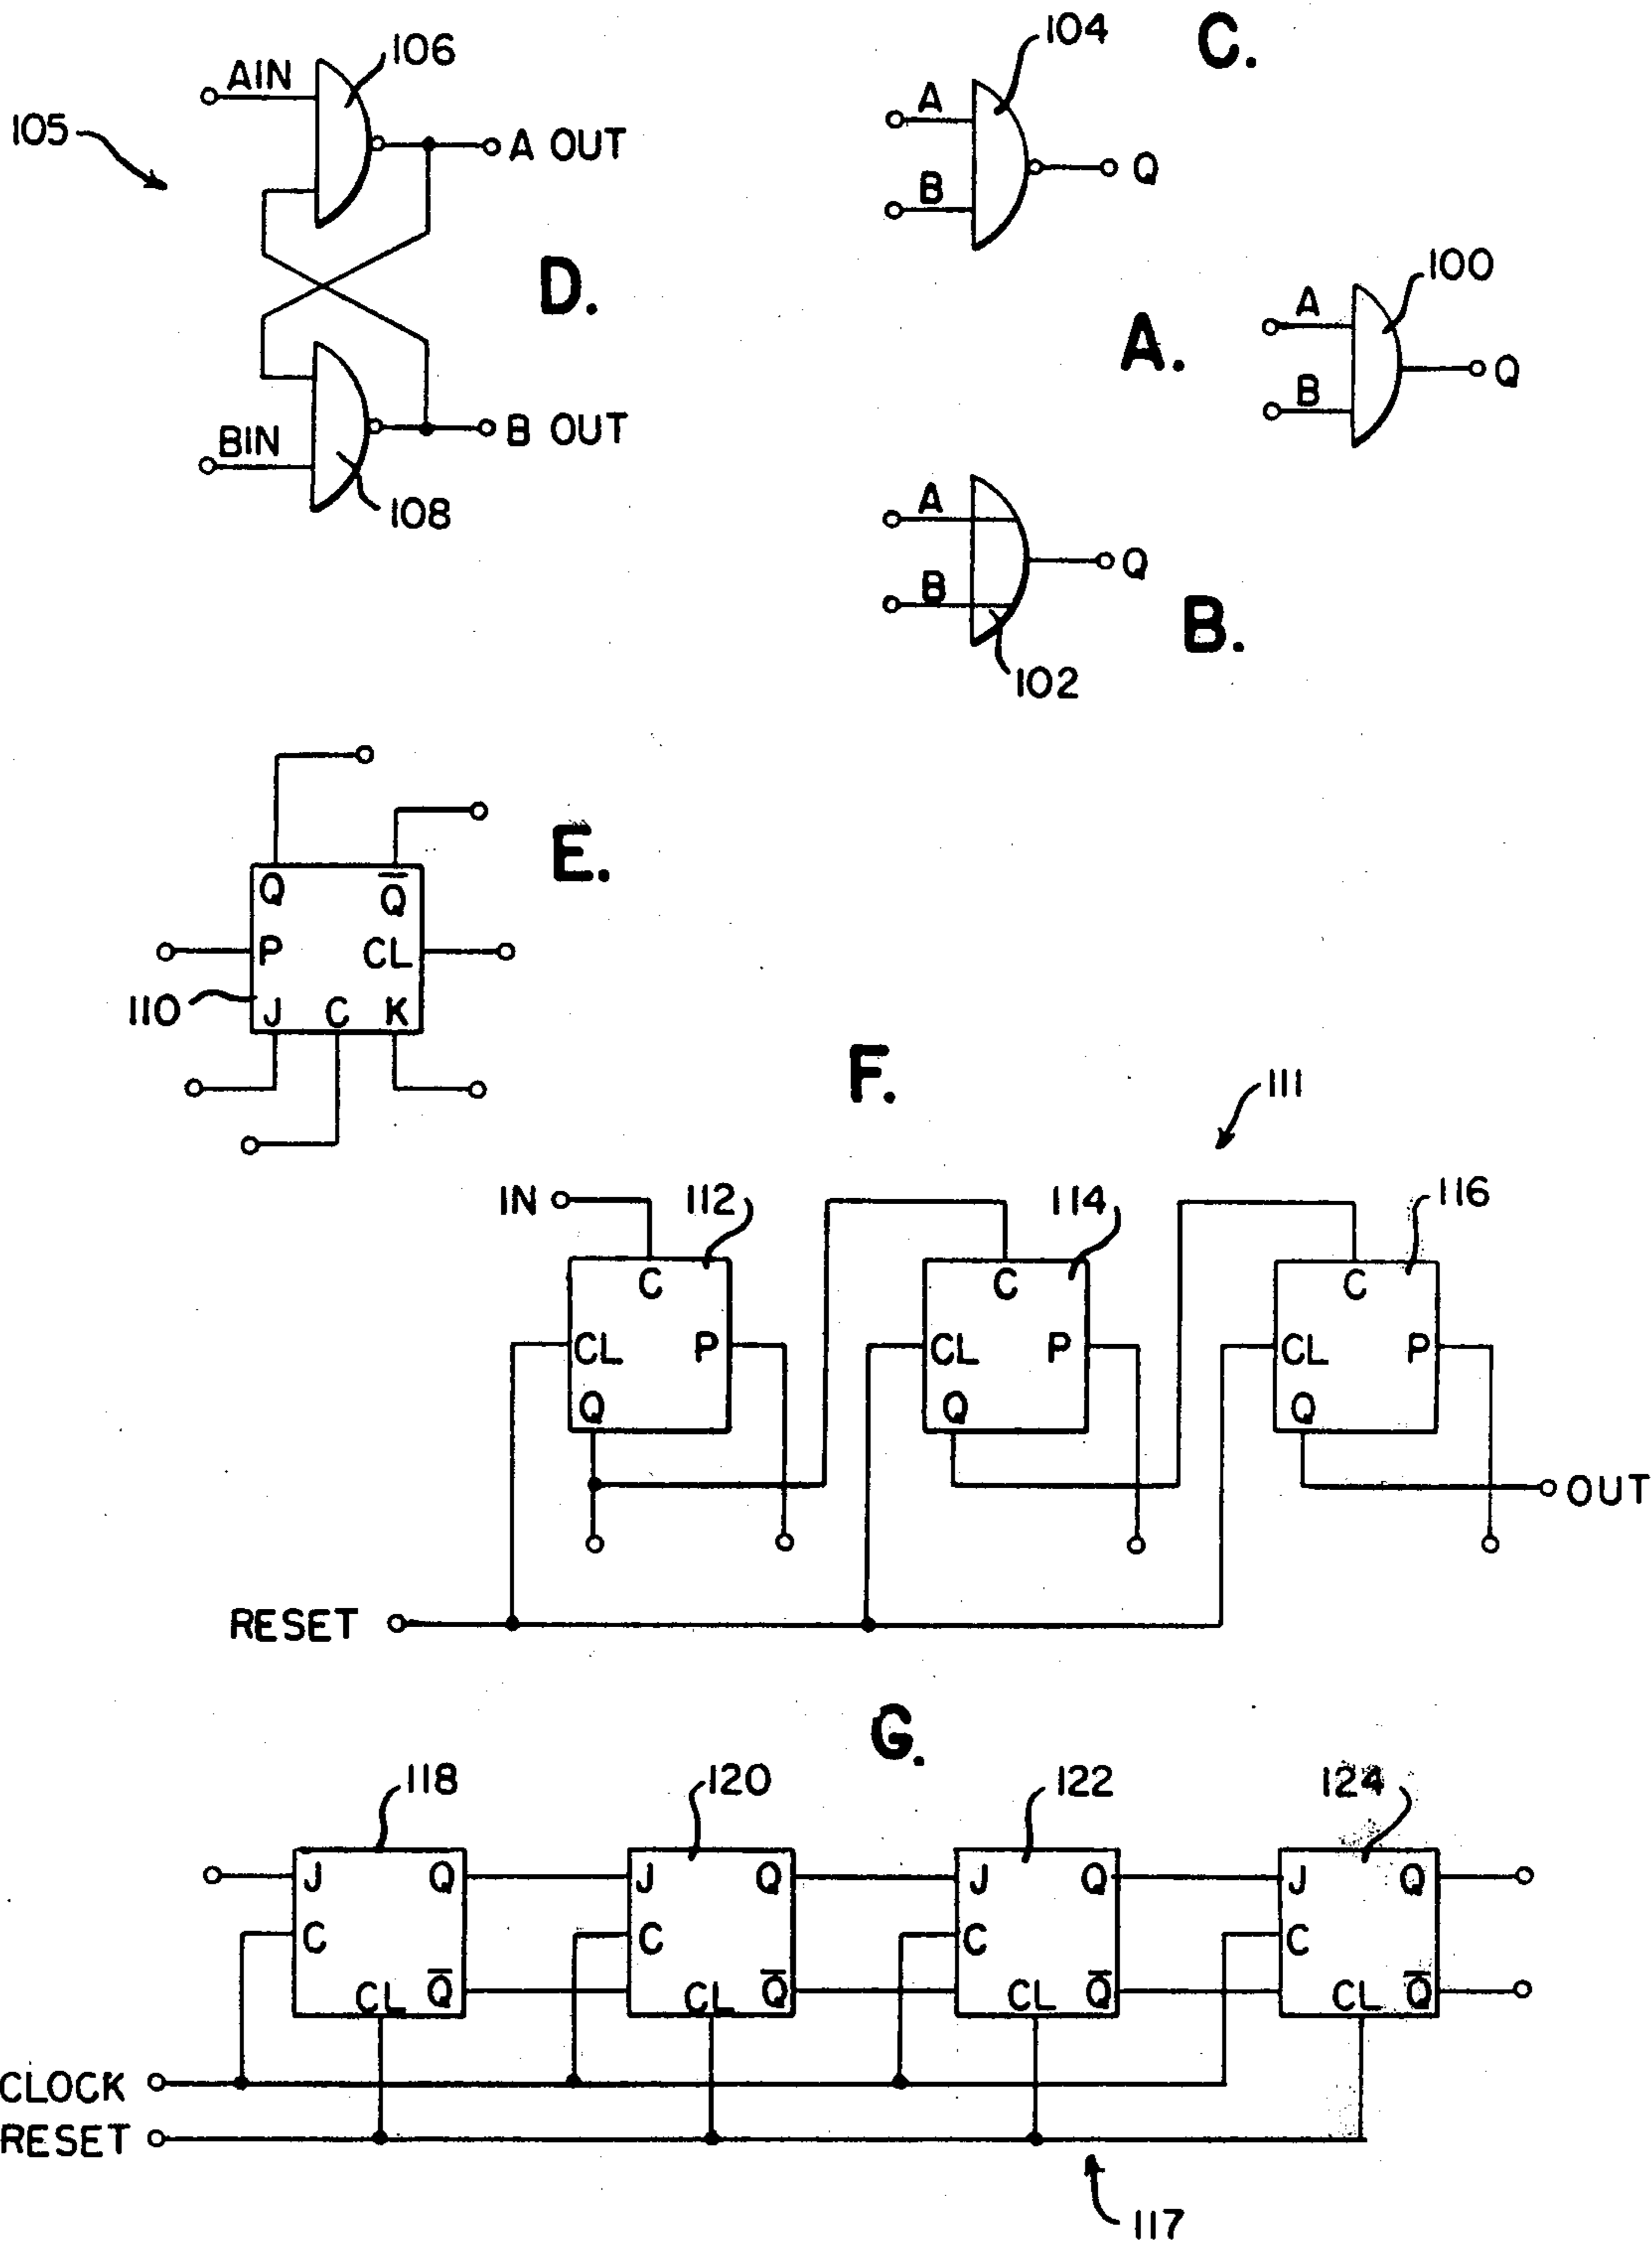 106
AIN
105
A OUT
D.
BIN
B OUT
108
104
C.
A
B
Q
100
A.
A
B
Q
A
B
Q
B.
102
E.
Q Q̅
P CL
110
J C K
F.
111
IN
112
114
116
C
CL P
Q
C
CL P
Q
C
CL P
Q
OUT
RESET
G.
118
120
122
124
J Q
C
CL Q̅
J Q
C
CL Q̅
J Q
C
CL Q̅
J Q
C
CL Q̅
CLOCK
RESET
117